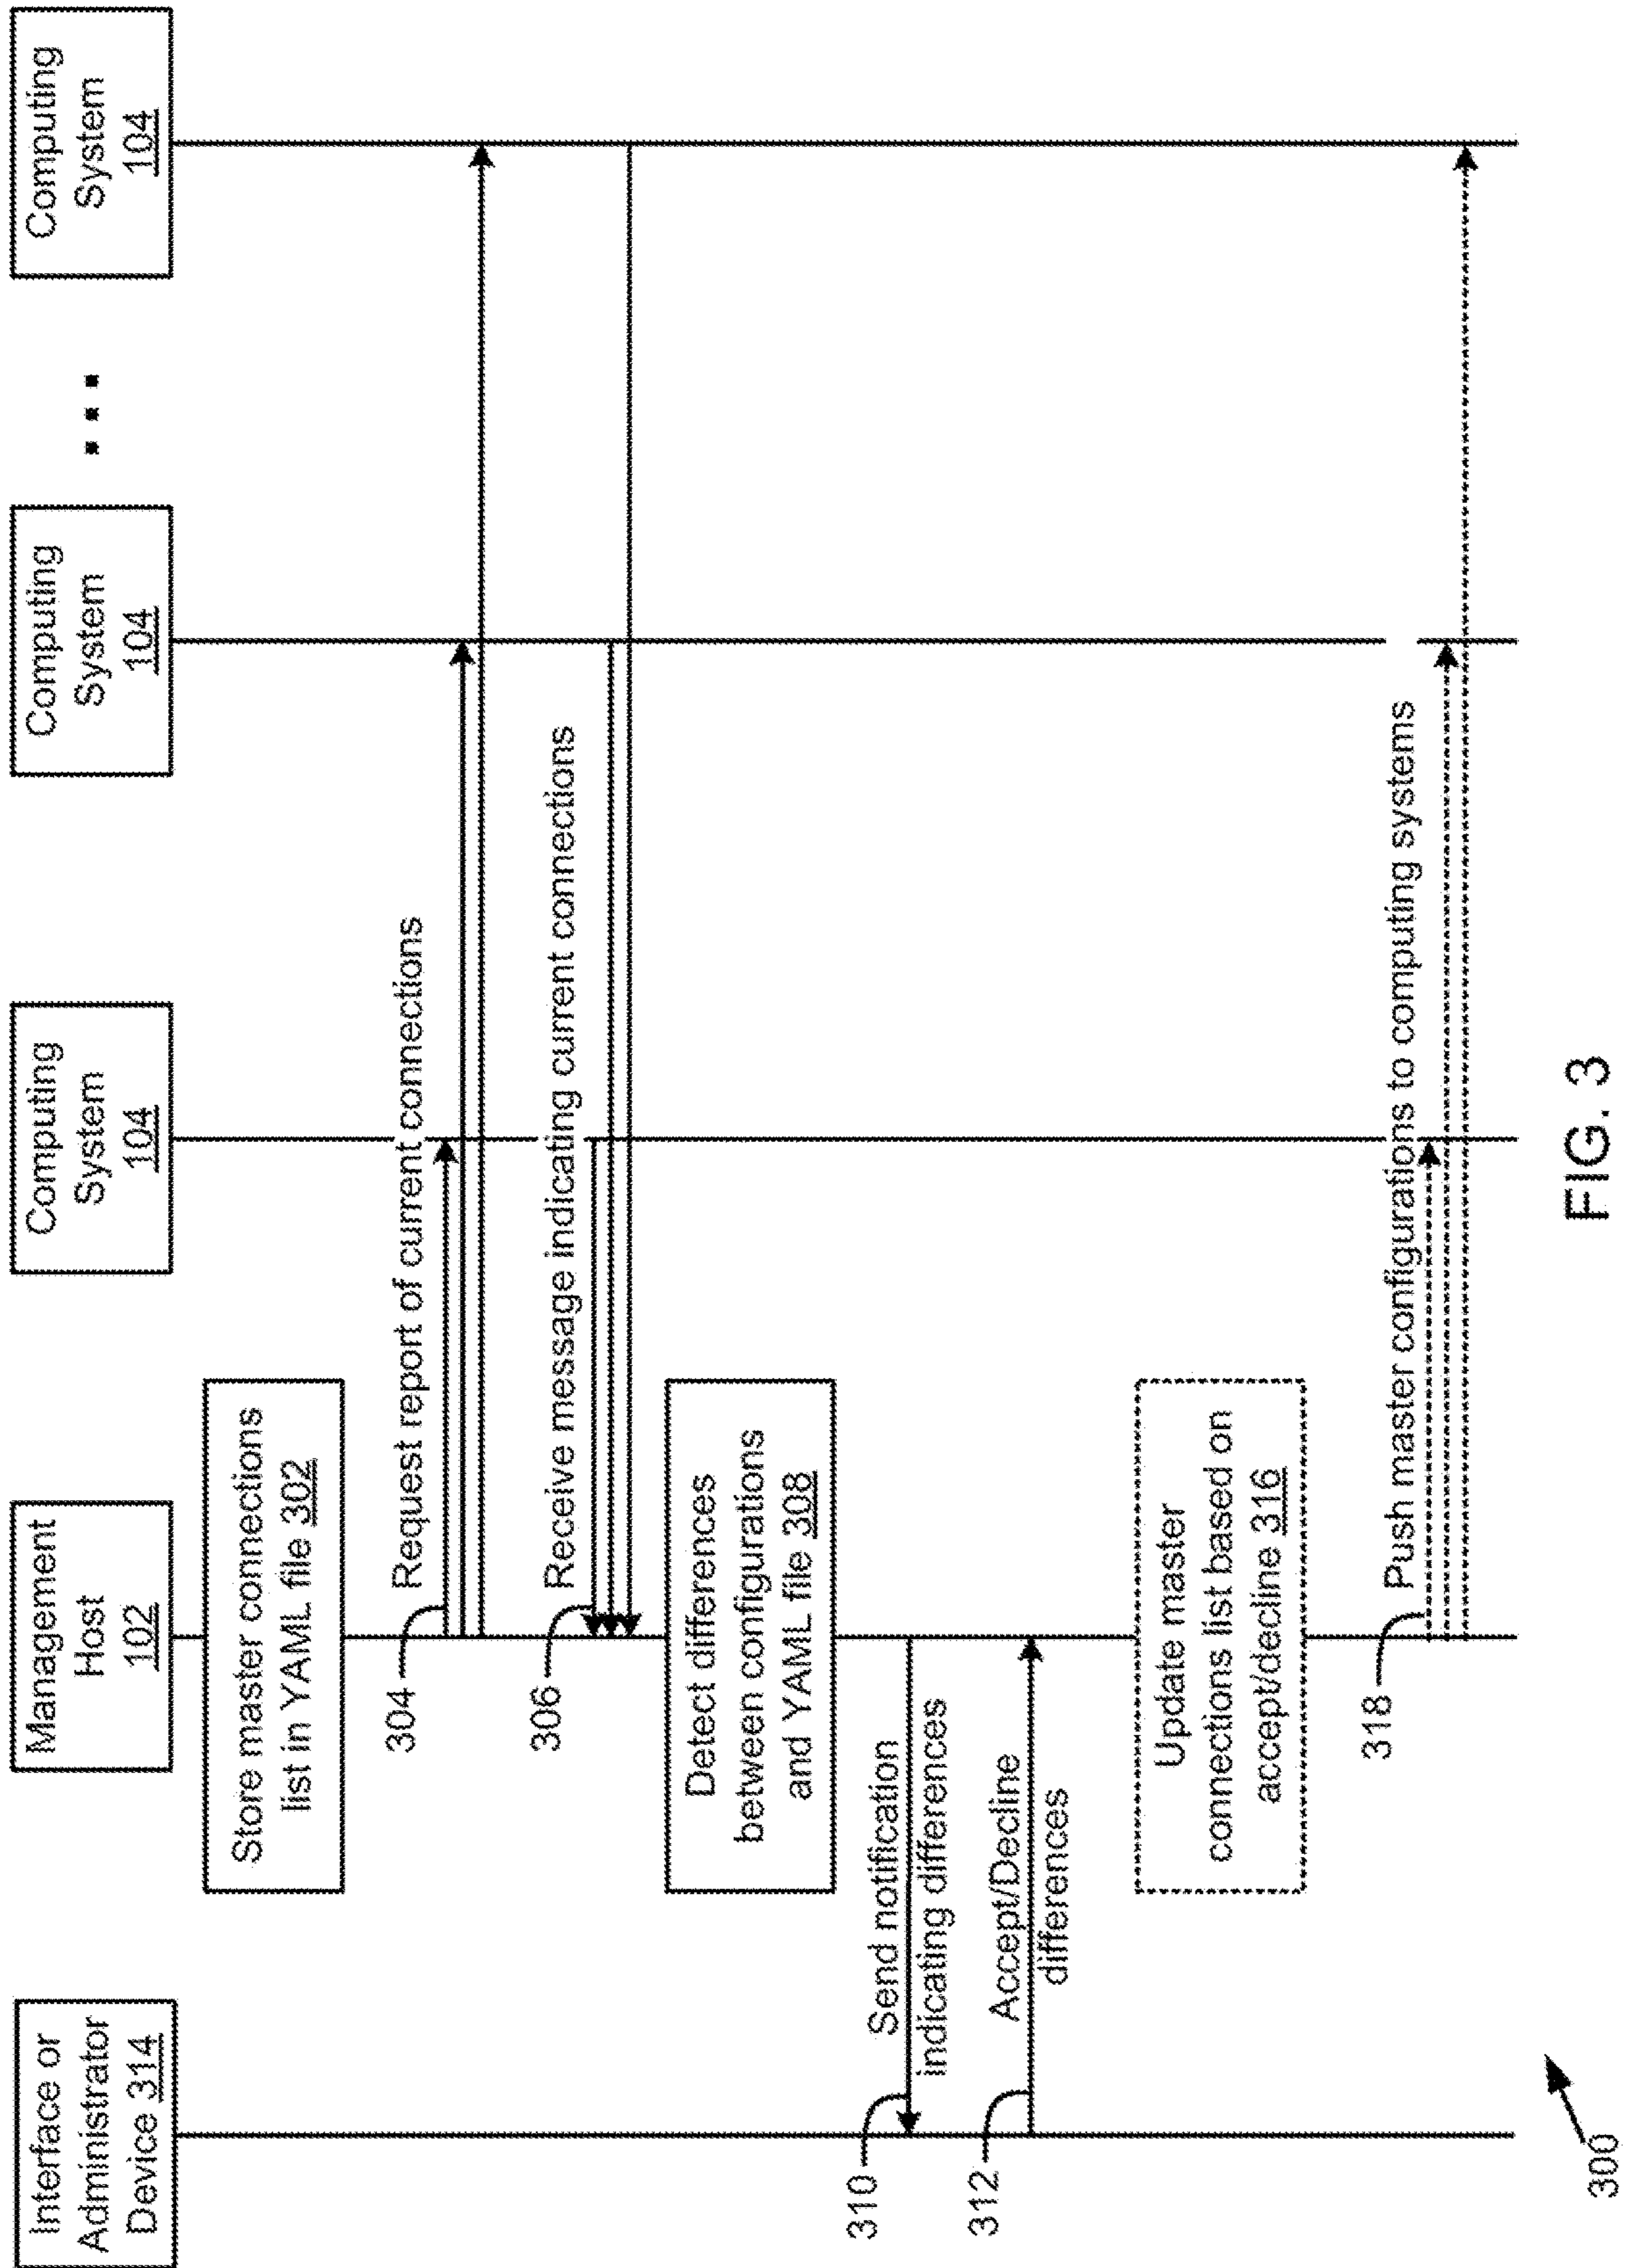 Interface or
Administrator
Device 314
Management
Host
102
Computing
System
104
Computing
System
104
...
Computing
System
104
Store master connections
list in YAML file 302
304
Request report of current connections
306
Receive message indicating current connections
Detect differences
between configurations
and YAML file 308
310
Send notification
indicating differences
312
Accept/Decline
differences
Update master
connections list based on
accept/decline 316
318
Push master configurations to computing systems
300
FIG. 3